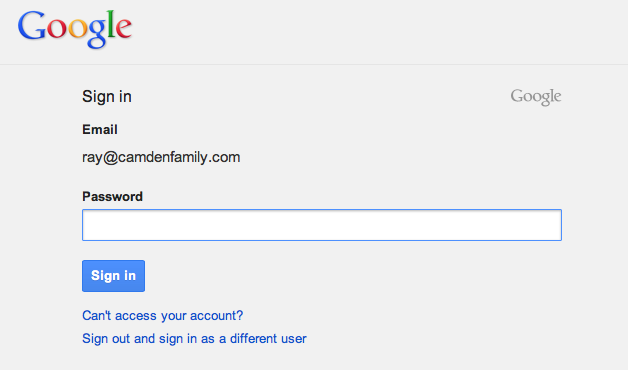 Google
Sign in
Google
Email
ray@camdenfamily.com
Password
Sign in
Can't access your account?
Sign out and sign in as a different user